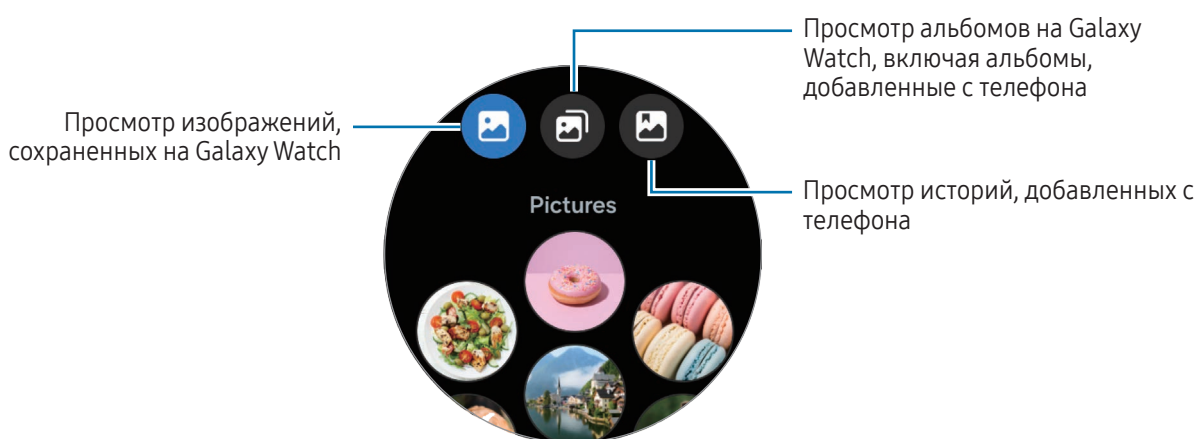 Просмотр альбомов на Galaxy
Watch, включая альбомы,
добавленные с телефона
Просмотр изображений,
сохраненных на Galaxy Watch
Просмотр историй, добавленных с
телефона
Pictures